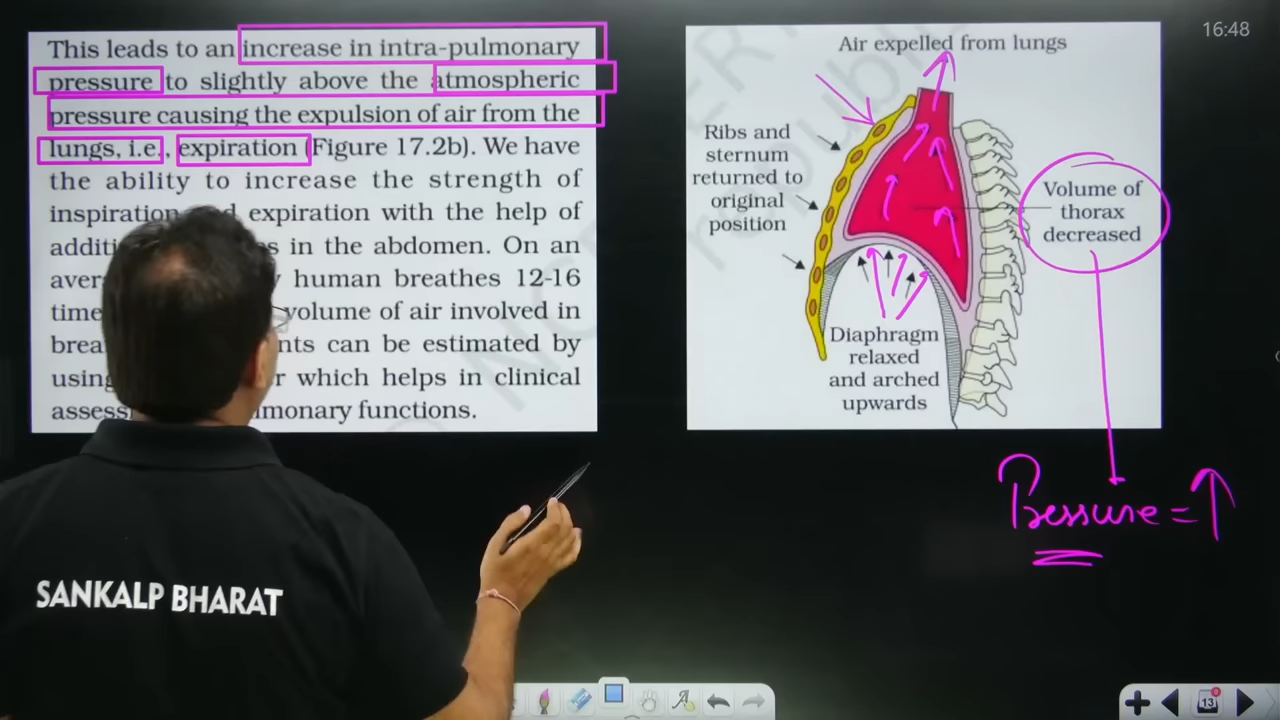 This leads to an increase in intra-pulmonary
pressure to slightly above the atmospheric
pressure causing the expulsion of air from the
lungs, i.e., expiration (Figure 17.2b). We have
the ability to increase the strength of
inspiration expiration with the help of
in the abdomen. On an
human breathes 12-16
volume of air involved in
can be estimated by
using which helps in clinical
functions.
Air expelled from lungs
Ribs and
sternum
returned to
original
position
Volume of
thorax
decreased
Diaphragm
relaxed
and arched
upwards
Pressure = ↑
16:48
SANKALP BHARAT
13